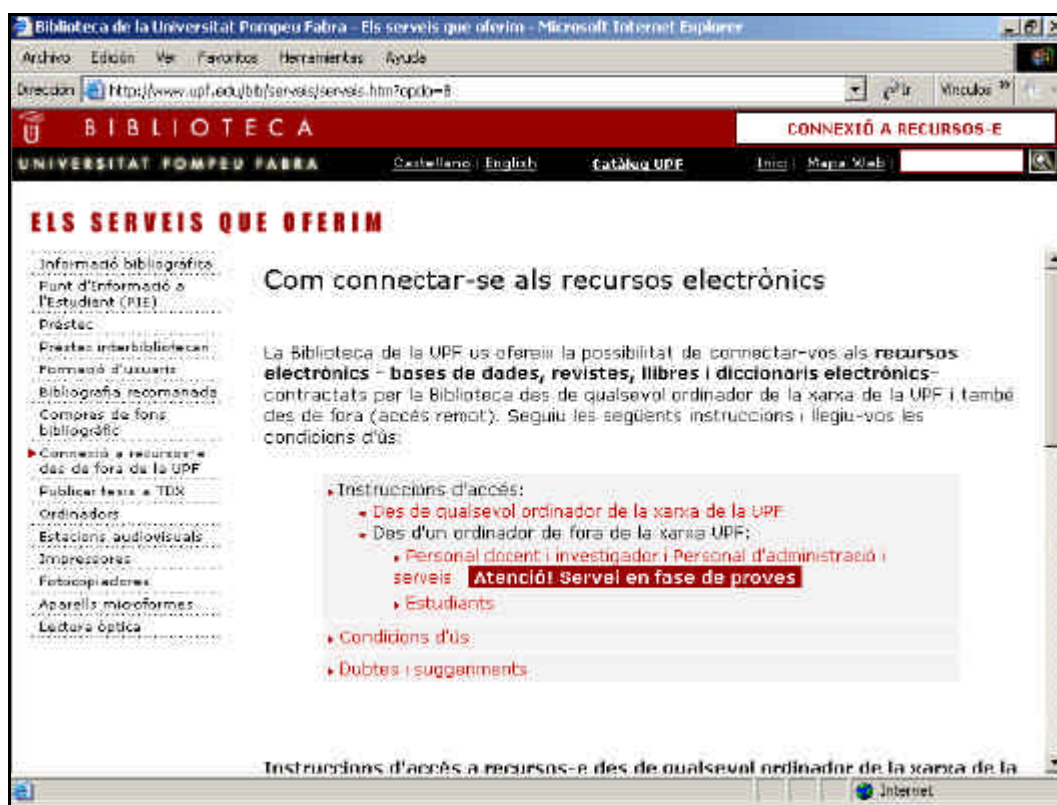 Biblioteca de la Universitat Pompeu Fabra - Els serveis que oferim - Microsoft Internet Explorer
Archivo Edición Ver Favoritos Herramientas Ayuda
Dirección http://www.upf.edu/bib/serveis/serveis.htm?opcio=8 Ir Vínculos »
BIBLIOTECA
CONNEXIÓ A RECURSOS-E
UNIVERSITAT POMPEU FABRA Castellano | English Catàleg UPF Inici | Mapa Web
ELS SERVEIS QUE OFERIM
Informació bibliogràfica
Punt d'Informació a
l'Estudiant (PIE)
Préstec
Préstec interbibliotecari
Formació d'usuaris
Bibliografia recomanada
Compres de fons
bibliogràfic
Connexió a recursos-e
des de fora de la UPF
Publicar tesis a TDX
Ordinadors
Estacions audiovisuals
Impressores
Fotocopiadores
Aparells microformes
Lectora òptica
Com connectar-se als recursos electrònics
La Biblioteca de la UPF us ofereix la possibilitat de connectar-vos als recursos
electrònics - bases de dades, revistes, llibres i diccionaris electrònics-
contractats per la Biblioteca des de qualsevol ordinador de la xarxa de la UPF i també
des de fora (accés remot). Seguiu les següents instruccions i llegiu-vos les
condicions d'ús:
Instruccions d'accés:
Des de qualsevol ordinador de la xarxa de la UPF
Des d'un ordinador de fora de la xarxa UPF:
Personal docent i investigador i Personal d'administració i
serveis Atenció! Servei en fase de proves
Estudiants
Condicions d'ús
Dubtes i suggeriments
Instruccions d'accés a recursos-e des de qualsevol ordinador de la xarxa de la
Internet